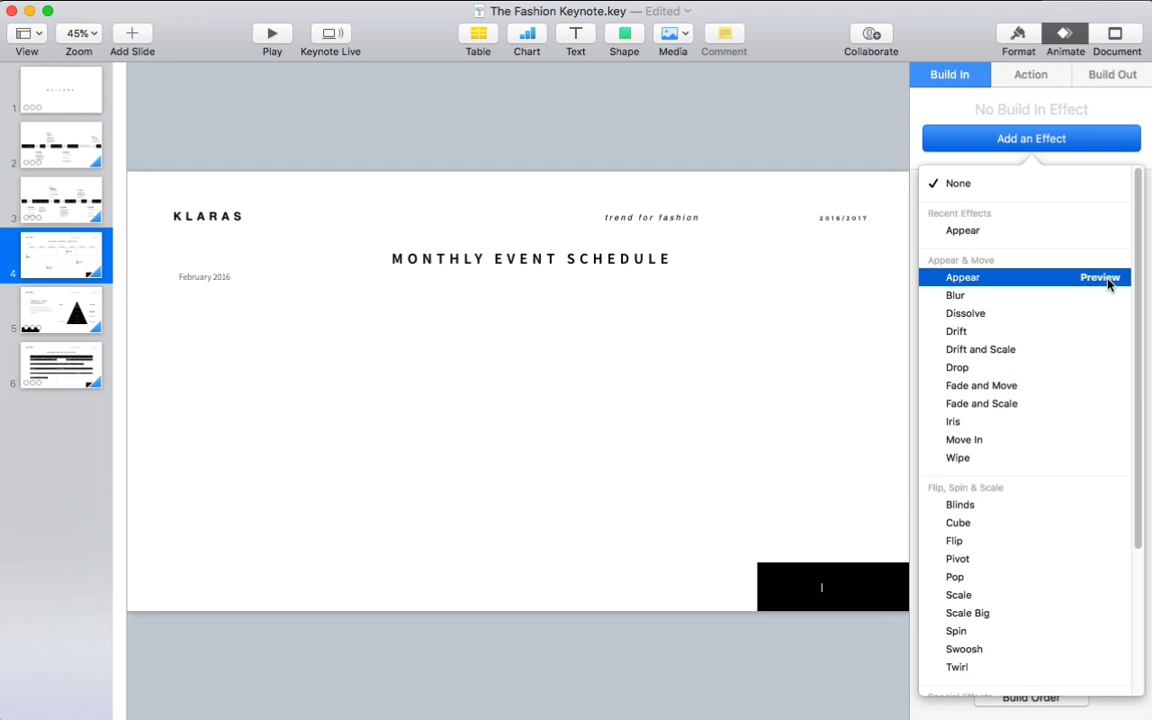 The Fashion Keynote.key — Edited
45%
View
Zoom
Add Slide
Play
Keynote Live
Table
Chart
Text
Shape
Media
Comment
Collaborate
Format
Animate
Document
1
2
3
4
5
6
KLARAS
trend for fashion
2016/2017
MONTHLY EVENT SCHEDULE
February 2016
Build In
Action
Build Out
No Build In Effect
Add an Effect
None
Recent Effects
Appear
Appear & Move
Appear Preview
Blur
Dissolve
Drift
Drift and Scale
Drop
Fade and Move
Fade and Scale
Iris
Move In
Wipe
Flip, Spin & Scale
Blinds
Cube
Flip
Pivot
Pop
Scale
Scale Big
Spin
Swoosh
Twirl
Special Effects
Build Order